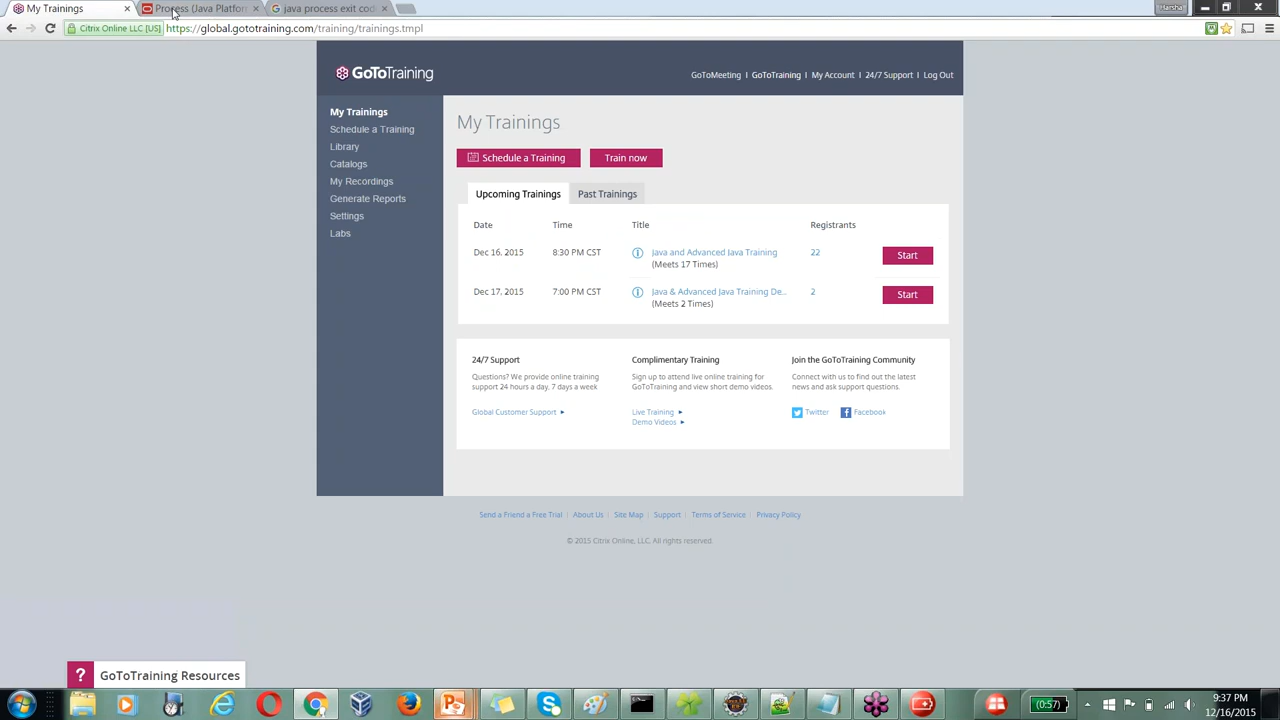 My Trainings
Process (Java Platform
java process exit code
Harsha
Citrix Online LLC [US]
https://global.gototraining.com/training/trainings.tmpl
GoToTraining
GoToMeeting | GoToTraining | My Account | 24/7 Support | Log Out
My Trainings
Schedule a Training
Library
Catalogs
My Recordings
Generate Reports
Settings
Labs
My Trainings
Schedule a Training
Train now
Upcoming Trainings
Past Trainings
Date Time Title Registrants
Dec 16, 2015 8:30 PM CST Java and Advanced Java Training 22 Start
(Meets 17 Times)
Dec 17, 2015 7:00 PM CST Java & Advanced Java Training De... 2 Start
(Meets 2 Times)
24/7 Support
Questions? We provide online training
support 24 hours a day, 7 days a week
Global Customer Support
Complimentary Training
Sign up to attend live online training for
GoToTraining and view short demo videos.
Live Training
Demo Videos
Join the GoToTraining Community
Connect with us to find out the latest
news and ask support questions.
Twitter
Facebook
Send a Friend a Free Trial | About Us | Site Map | Support | Terms of Service | Privacy Policy
© 2015 Citrix Online, LLC. All rights reserved.
? GoToTraining Resources
(0:57)
9:37 PM
12/16/2015